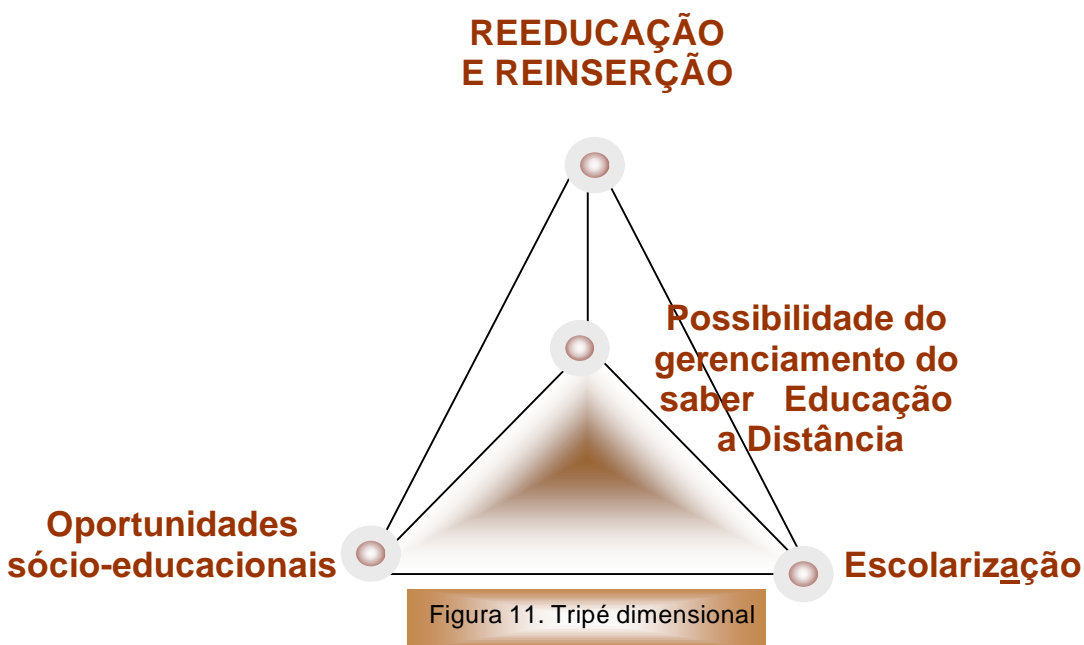 REEDUCAÇÃO
E REINSERÇÃO
Possibilidade do
gerenciamento do
saber Educação
a Distância
Oportunidades
sócio-educacionais
Escolarização
Figura 11. Tripé dimensional